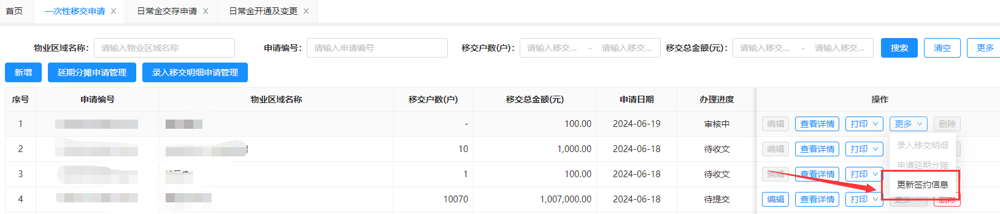 首页 一次性移交申请 × 日常金交存申请 × 日常金开通及变更 ×
物业区域名称: 请输入物业区域名称 申请编号: 请输入申请编号 移交户数(户): 请输入移交... - 请输入移交... 移交总金额(元): 请输入移交... - 请输入移交... 搜索 清空 更多
新增 延期分摊申请管理 录入移交明细申请管理
序号 申请编号 物业区域名称 移交户数(户) 移交总金额(元) 申请日期 办理进度 操作
1 - 100.00 2024-06-19 审核中 编辑 查看详情 打印 更多 删除
录入移交明细
2 10 1,000.00 2024-06-18 待收文 编辑 查看详情 打印
申请延期分摊
3 1 100.00 2024-06-18 待收文 编辑 查看详情 打印
更新签约信息
4 10070 1,007,000.00 2024-06-18 待提交 编辑 查看详情 打印 更多 删除